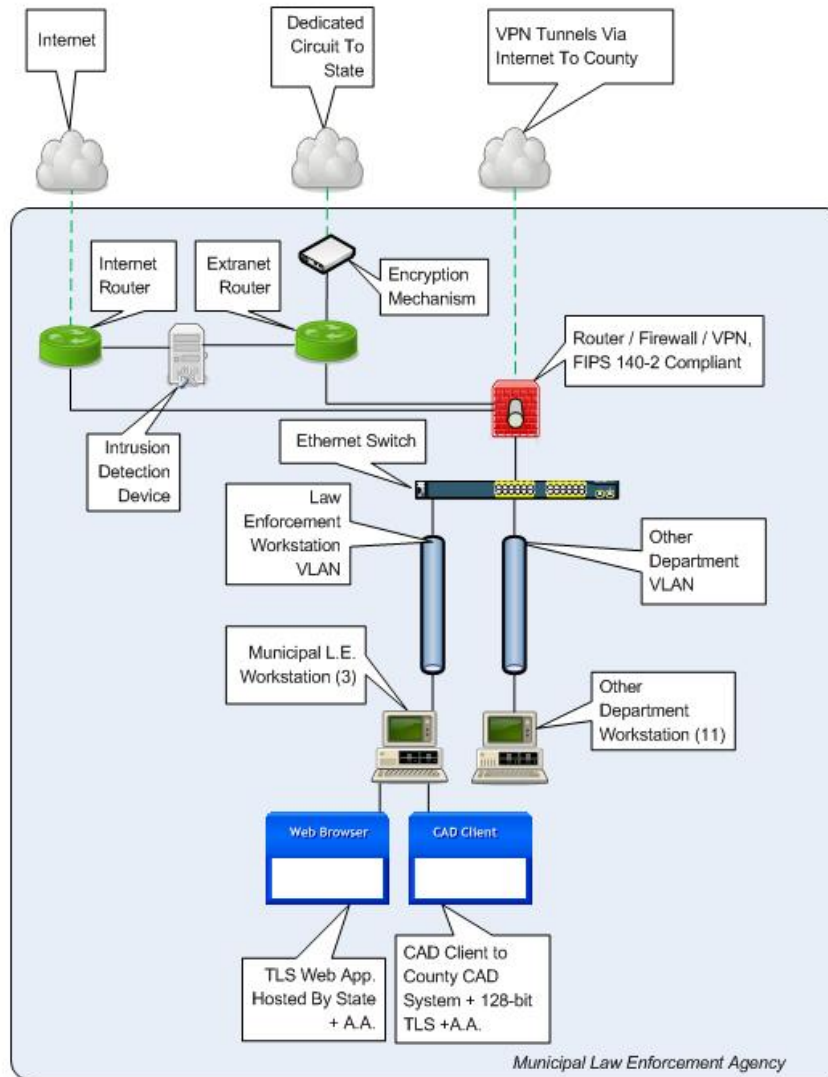 Internet
Dedicated
Circuit To
State
VPN Tunnels Via
Internet To County
Internet
Router
Extranet
Router
Encryption
Mechanism
Router / Firewall / VPN,
FIPS 140-2 Compliant
Intrusion
Detection
Device
Ethernet Switch
Law
Enforcement
Workstation
VLAN
Other
Department
VLAN
Municipal L.E.
Workstation (3)
Other
Department
Workstation (11)
Web Browser
CAD Client
TLS Web App.
Hosted By State
+ A.A.
CAD Client to
County CAD
System + 128-bit
TLS +A.A.
Municipal Law Enforcement Agency